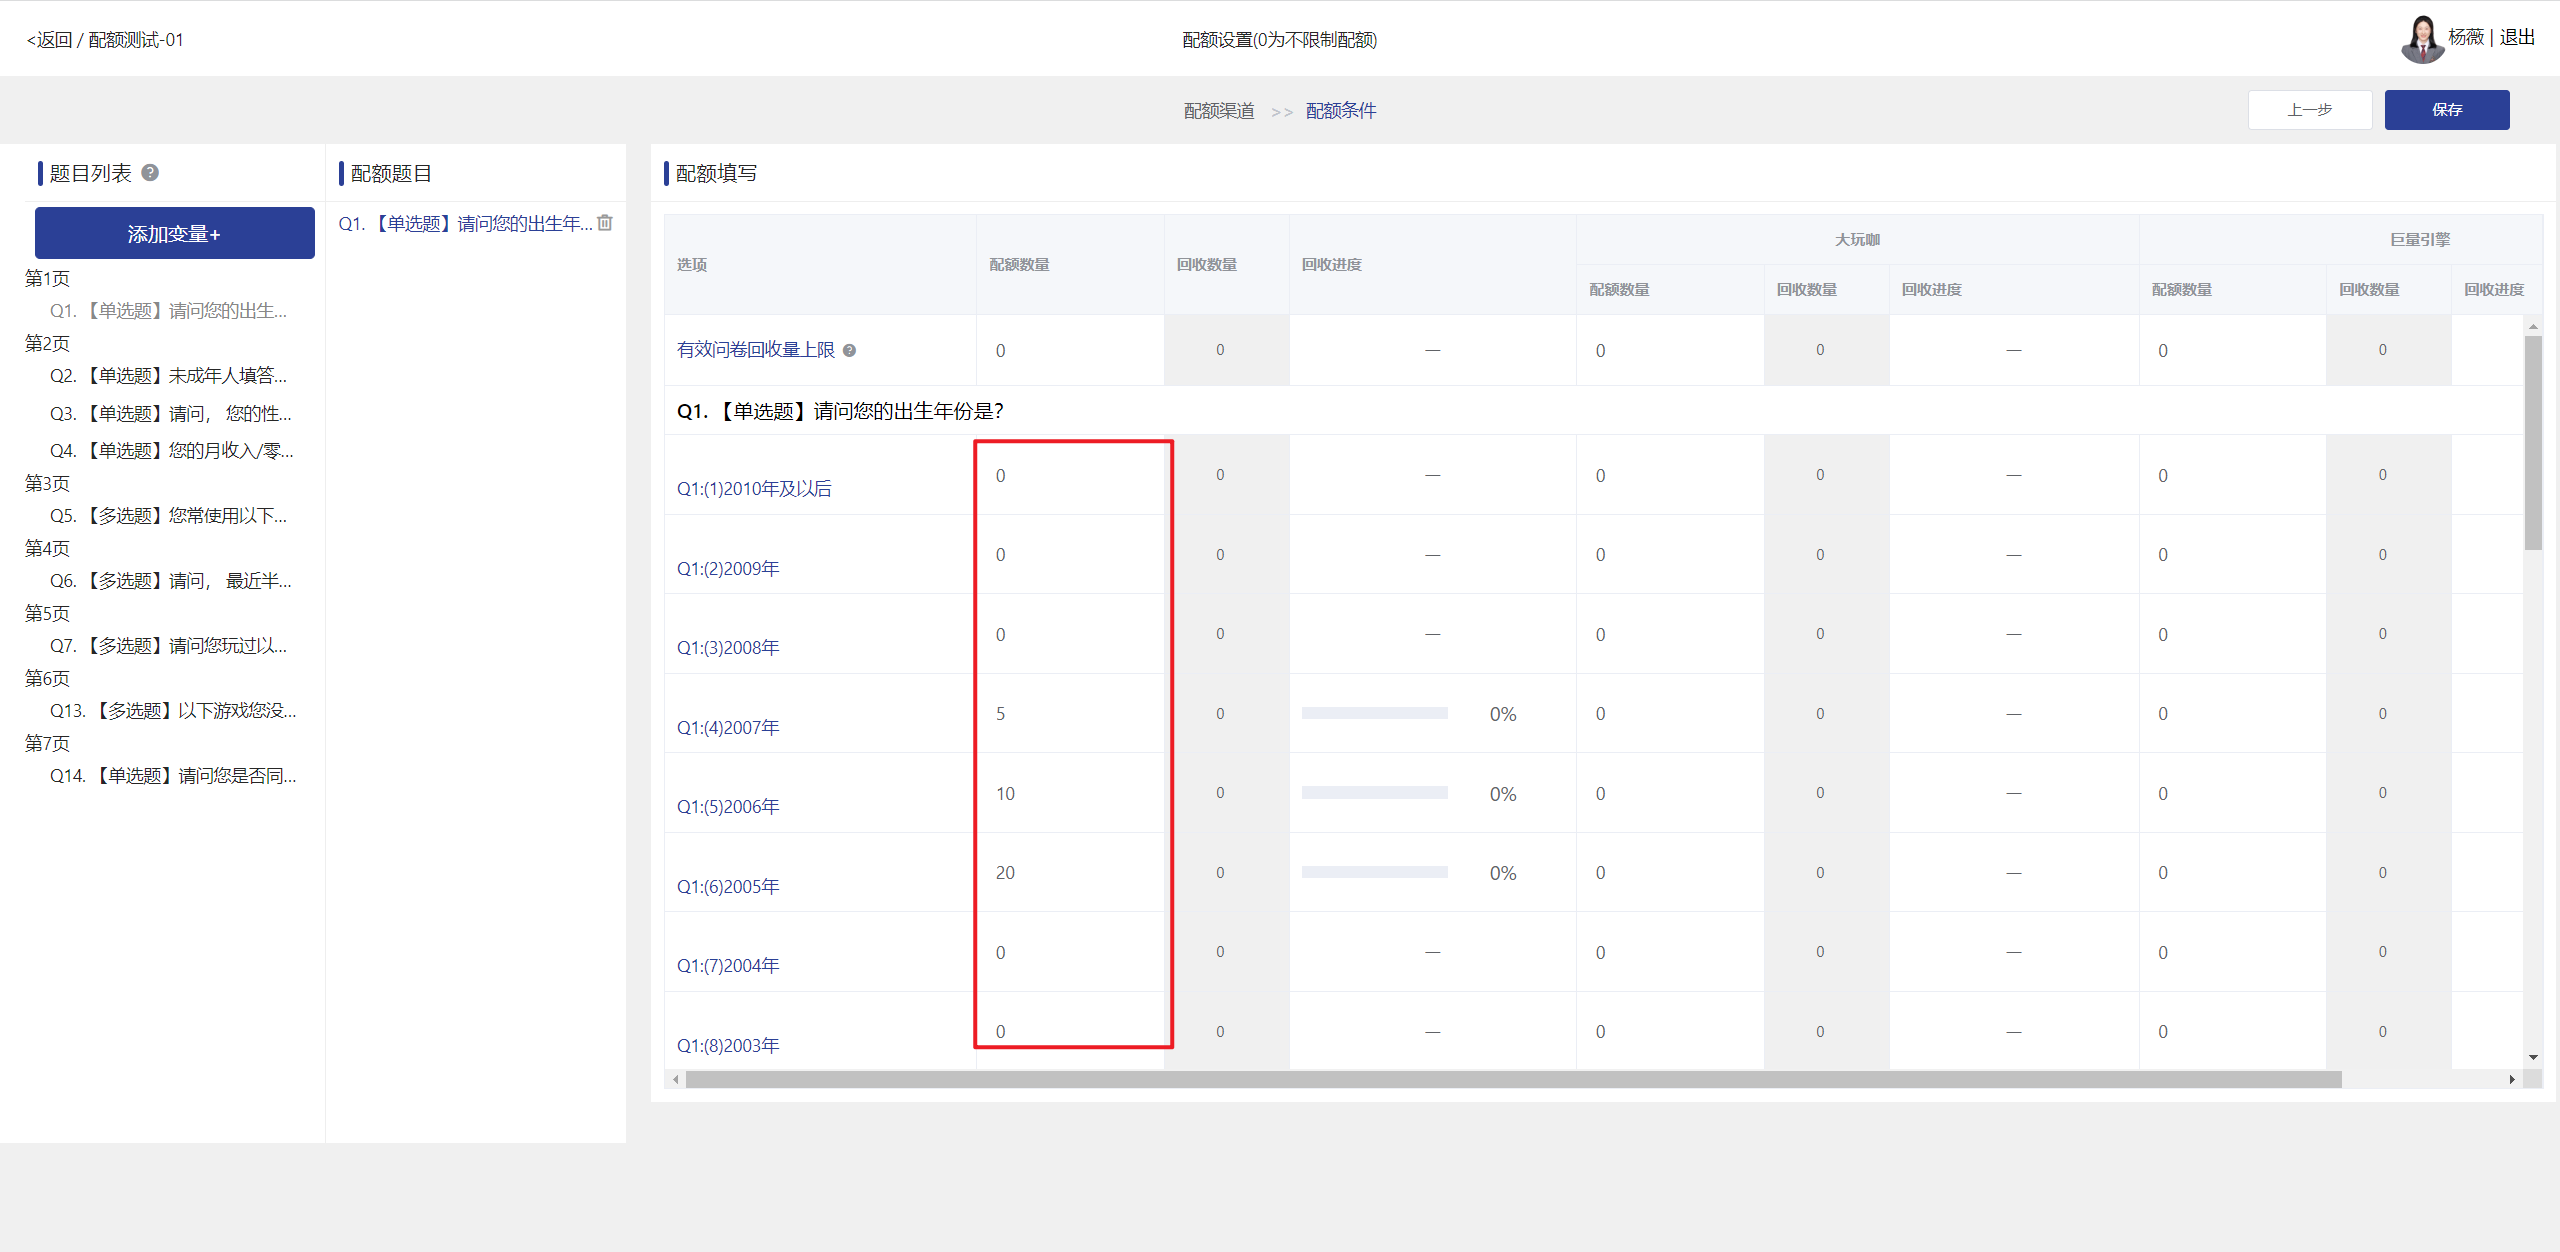 <返回 / 配额测试-01
配额设置(0为不限制配额)
杨薇 | 退出
配额渠道 >> 配额条件
上一步
保存
题目列表
添加变量+
第1页
Q1. 【单选题】请问您的出生...
第2页
Q2. 【单选题】未成年人填答...
Q3. 【单选题】请问， 您的性...
Q4. 【单选题】您的月收入/零...
第3页
Q5. 【多选题】您常使用以下...
第4页
Q6. 【多选题】请问， 最近半...
第5页
Q7. 【多选题】请问您玩过以...
第6页
Q13. 【多选题】以下游戏您没...
第7页
Q14. 【单选题】请问您是否同...
配额题目
Q1. 【单选题】请问您的出生年...
配额填写
大玩咖 巨量引擎
选项 配额数量 回收数量 回收进度
配额数量 回收数量 回收进度 配额数量 回收数量 回收进度
有效问卷回收量上限 0 0 — 0 0 — 0 0
Q1. 【单选题】请问您的出生年份是？
Q1:(1)2010年及以后 0 0 — 0 0 — 0 0
Q1:(2)2009年 0 0 — 0 0 — 0 0
Q1:(3)2008年 0 0 — 0 0 — 0 0
Q1:(4)2007年 5 0 0% 0 0 — 0 0
Q1:(5)2006年 10 0 0% 0 0 — 0 0
Q1:(6)2005年 20 0 0% 0 0 — 0 0
Q1:(7)2004年 0 0 — 0 0 — 0 0
Q1:(8)2003年 0 0 — 0 0 — 0 0